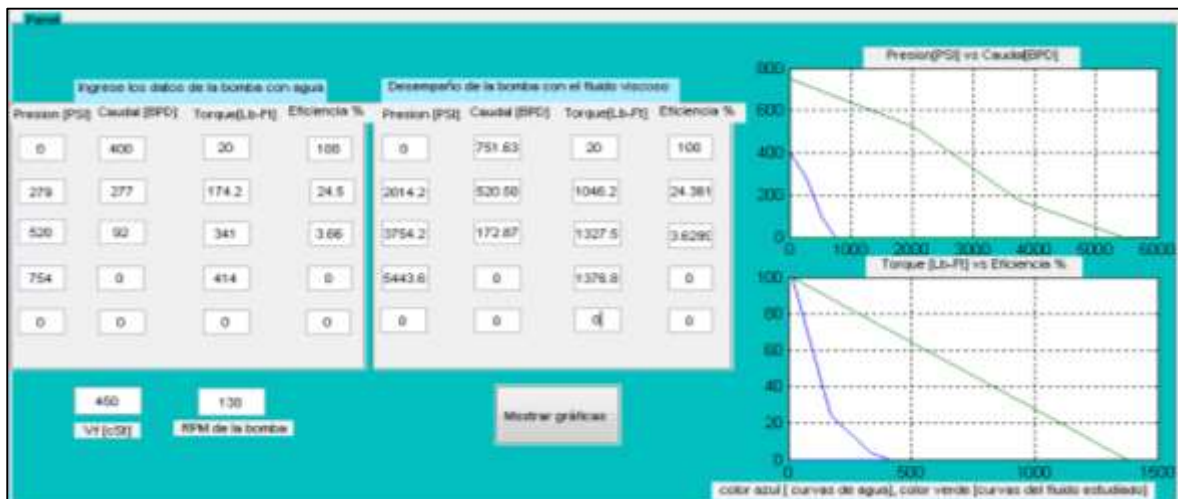 Panel
Ingrese los datos de la bomba con agua
Presion [PSI] Caudal [BPD] Torque[Lb-Ft] Eficiencia %
0 400 20 100
279 277 174.2 24.5
520 92 341 3.66
754 0 414 0
0 0 0 0
450
Vf [cSt]
130
RPM de la bomba
Desempeño de la bomba con el fluido viscoso
Presion [PSI] Caudal [BPD] Torque[Lb-Ft] Eficiencia %
0 751.63 20 100
2014.2 520.50 1046.2 24.381
3754.2 172.87 1327.5
5443.6 0 1376.8 0
0 0 0 0
Mostrar gráficas
Presion[PSI] vs Caudal[BPD]
800
600
400
200
0
0 1000 2000 3000 4000 5000 6000
Torque [Lb-Ft] vs Eficiencia %
100
80
60
40
20
0
0 500 1000 1500
color azul [ curvas de agua], color verde [curvas del fluido estudiado]